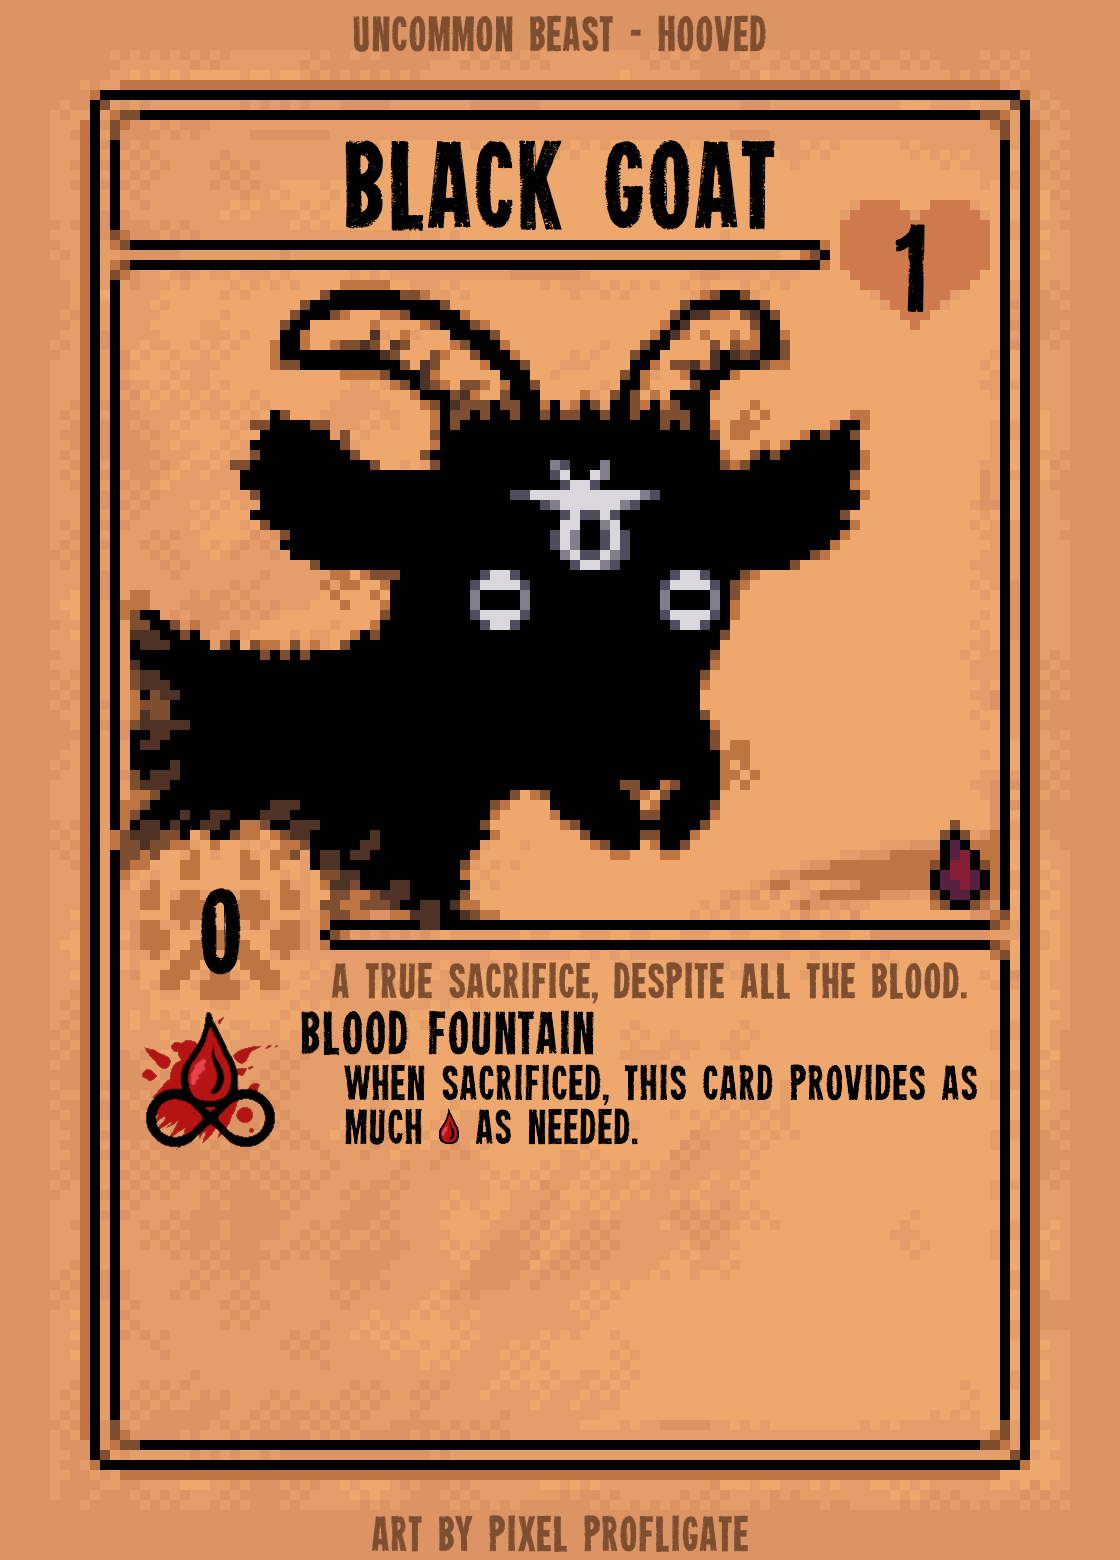 UNCOMMON BEAST - HOOVED
BLACK GOAT
1
0
A TRUE SACRIFICE, DESPITE ALL THE BLOOD.
BLOOD FOUNTAIN
WHEN SACRIFICED, THIS CARD PROVIDES AS
MUCH AS NEEDED.
ART BY PIXEL PROFLIGATE